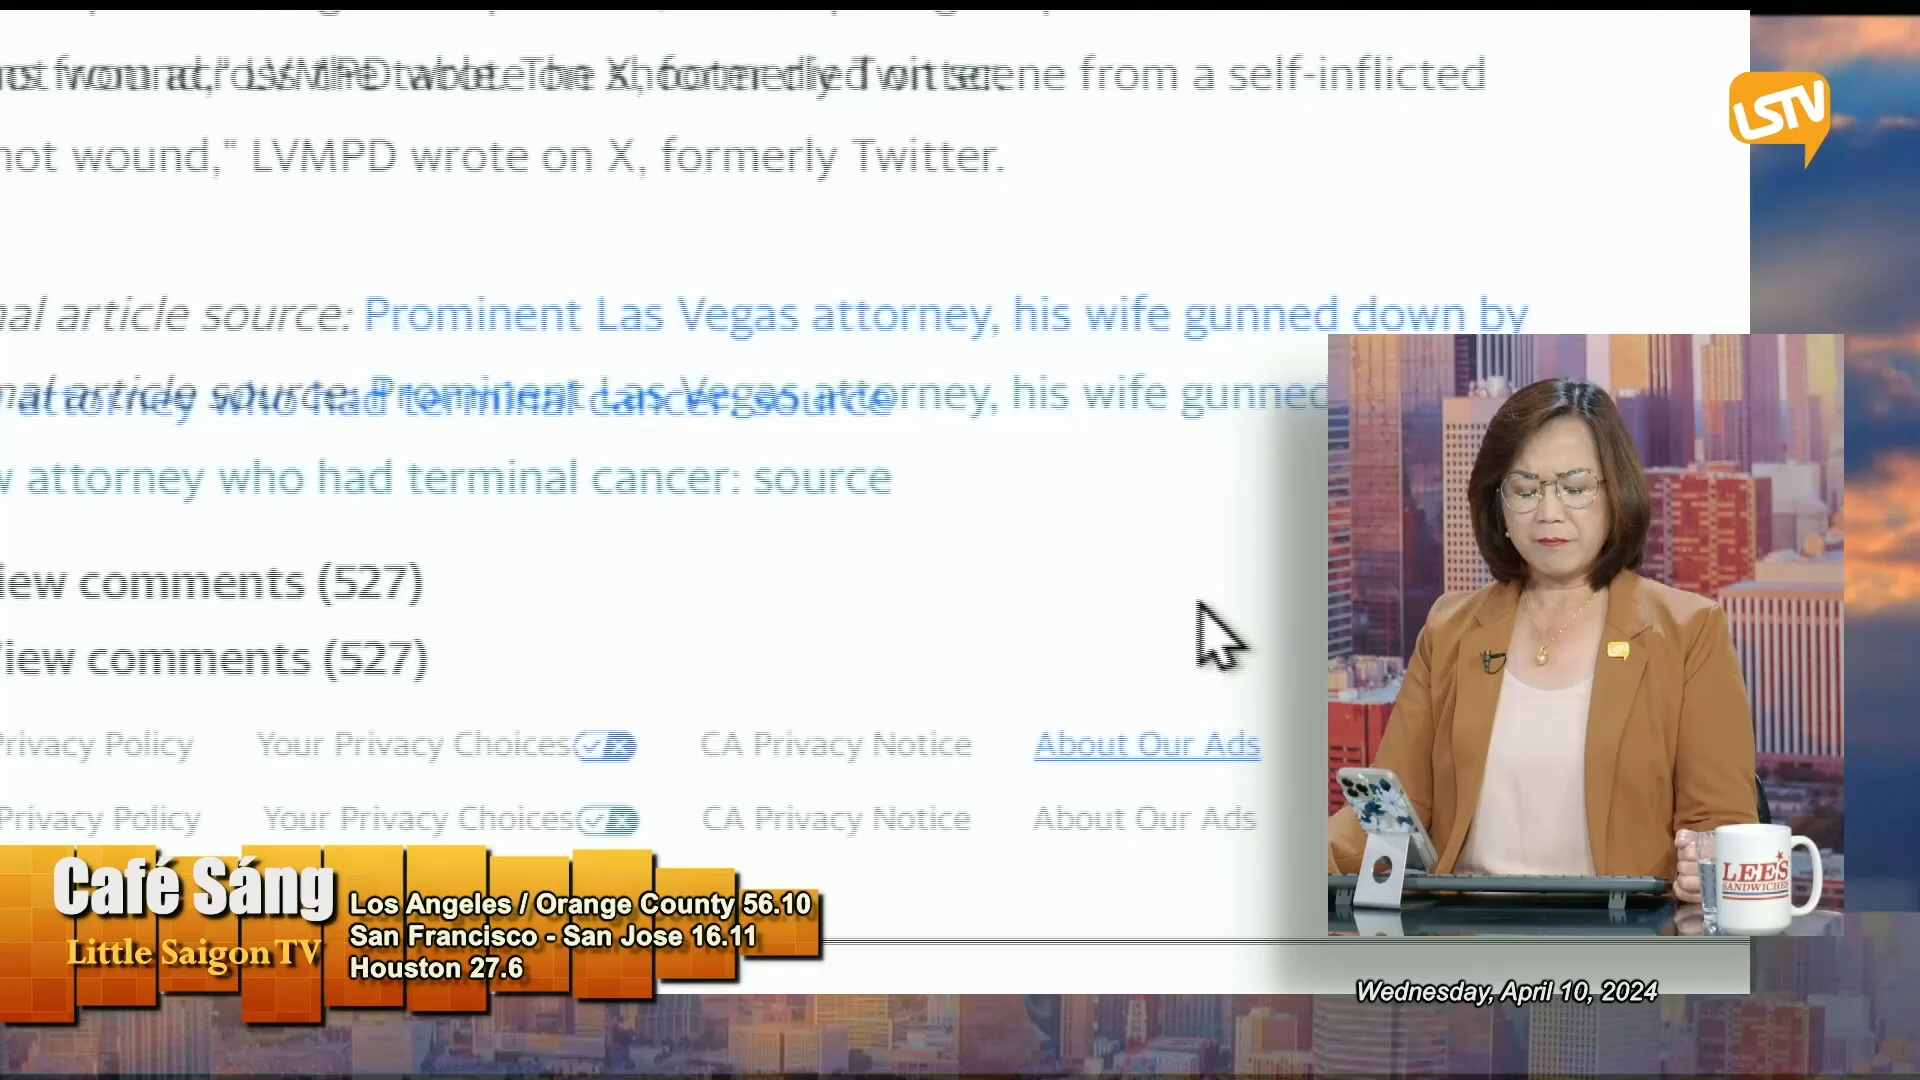 scene from a self-inflicted
not wound," LVMPD wrote on X, formerly Twitter.
nal article source: Prominent Las Vegas attorney, his wife gunned down by
nal article source: Prominent Las Vegas attorney, his wife gunned
w attorney who had terminal cancer: source
iew comments (527)
View comments (527)
Privacy Policy Your Privacy Choices CA Privacy Notice About Our Ads
Privacy Policy Your Privacy Choices CA Privacy Notice About Our Ads
LSTV
LEE'S
SANDWICHES
Café Sáng
Little Saigon TV
Los Angeles / Orange County 56.10
San Francisco - San Jose 16.11
Houston 27.6
Wednesday, April 10, 2024